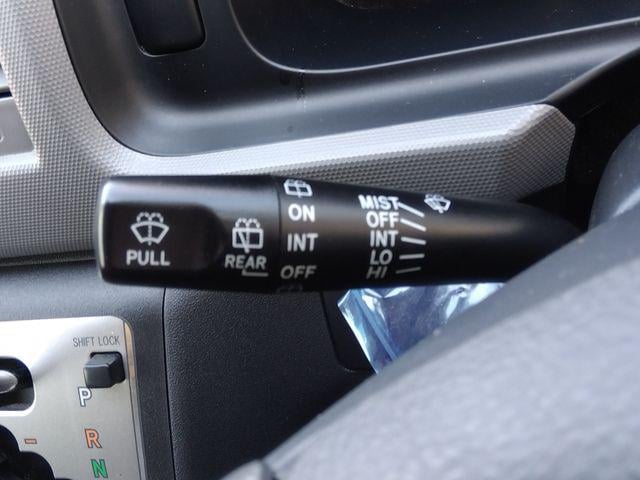 PULL
REAR
ON
INT
OFF
MIST
OFF
INT
LO
HI
SHIFT LOCK
P
R
N